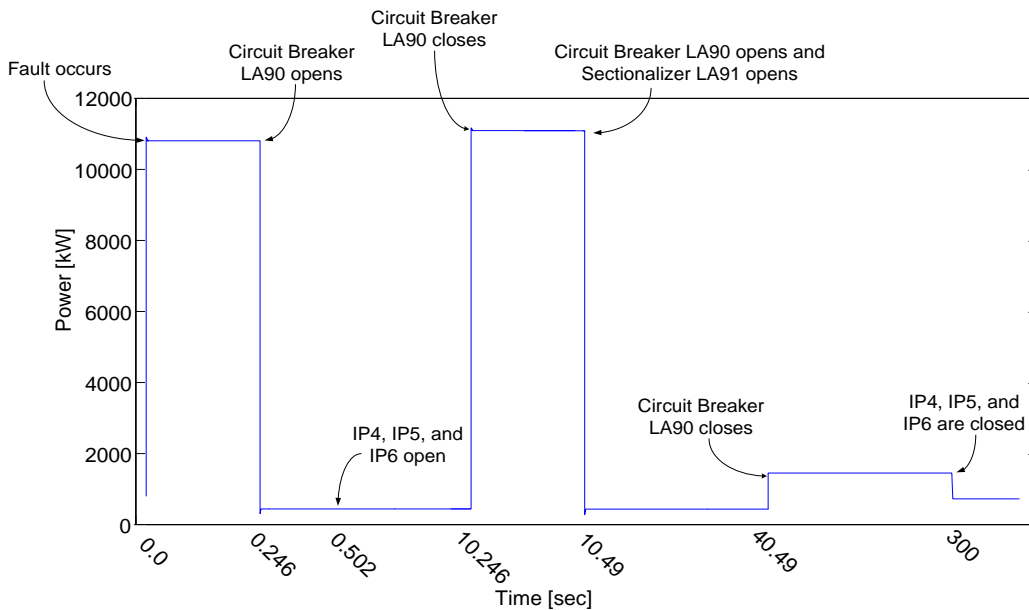 Circuit Breaker
LA90 closes
Fault occurs
Circuit Breaker
LA90 opens
Circuit Breaker LA90 opens and
Sectionalizer LA91 opens
12000
10000
8000
6000
4000
2000
0
Power [kW]
IP4, IP5, and
IP6 open
Circuit Breaker
LA90 closes
IP4, IP5, and
IP6 are closed
0.0
0.246
0.502
10.246
10.49
40.49
300
Time [sec]